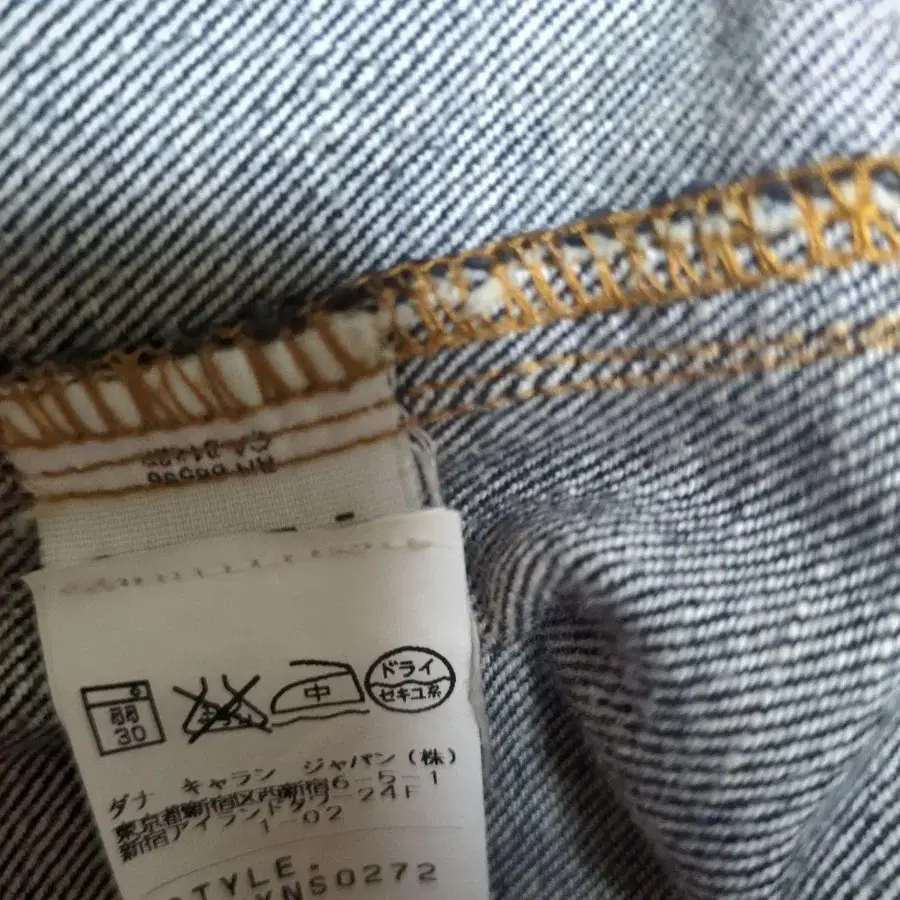 ドライ
弱 中 セキユ系
30
ダナ キャラン ジャパン (株)
東京都新宿区西新宿6-5-1
新宿アイランドタワー24F
1 02
STYLE.
YNS0272